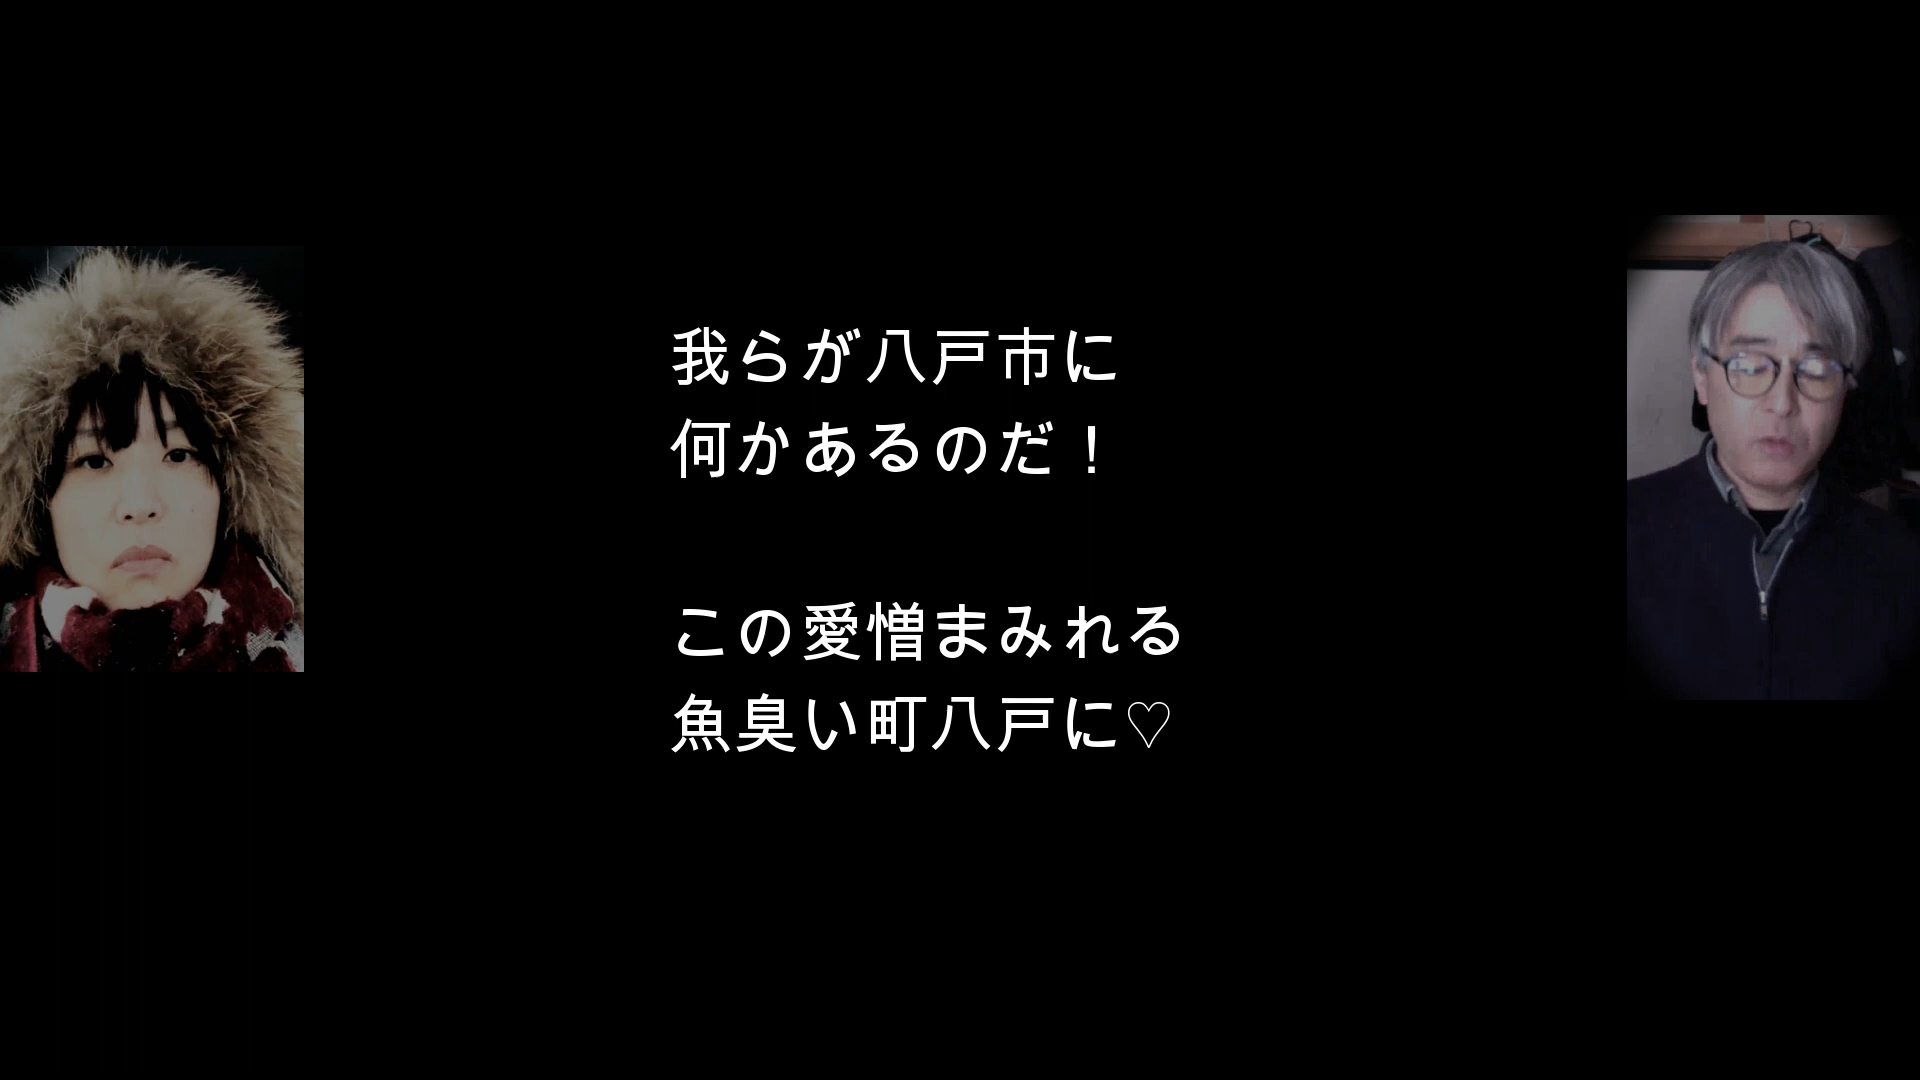 我らが八戸市に
何かあるのだ！
この愛憎まみれる
魚臭い町八戸に♡